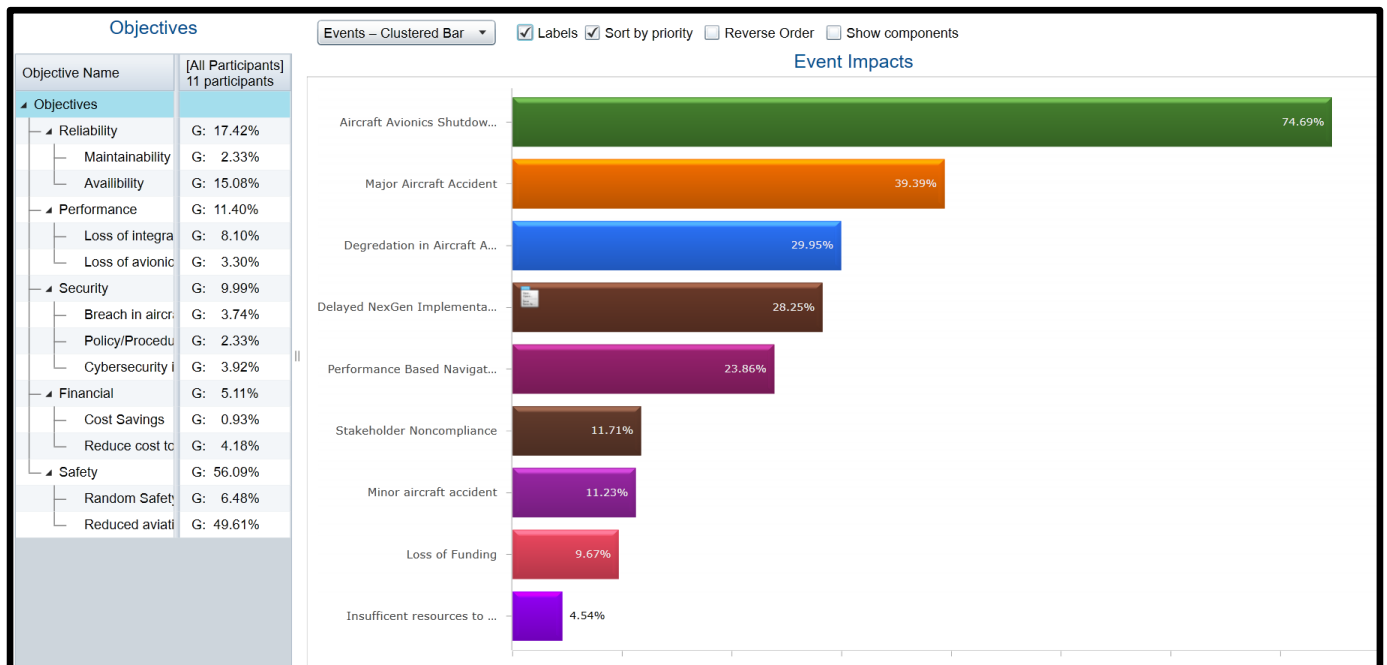 Objectives
Events – Clustered Bar
Labels
Sort by priority
Reverse Order
Show components
Objective Name
[All Participants]
11 participants
Objectives
Reliability G: 17.42%
Maintainability G: 2.33%
Availibility G: 15.08%
Performance G: 11.40%
Loss of integra G: 8.10%
Loss of avionic G: 3.30%
Security G: 9.99%
Breach in aircr G: 3.74%
Policy/Procedu G: 2.33%
Cybersecurity i G: 3.92%
Financial G: 5.11%
Cost Savings G: 0.93%
Reduce cost to G: 4.18%
Safety G: 56.09%
Random Safety G: 6.48%
Reduced aviati G: 49.61%
Event Impacts
Aircraft Avionics Shutdow... 74.69%
Major Aircraft Accident 39.39%
Degredation in Aircraft A... 29.95%
Delayed NexGen Implementa... 28.25%
Performance Based Navigat... 23.86%
Stakeholder Noncompliance 11.71%
Minor aircraft accident 11.23%
Loss of Funding 9.67%
Insufficent resources to ... 4.54%